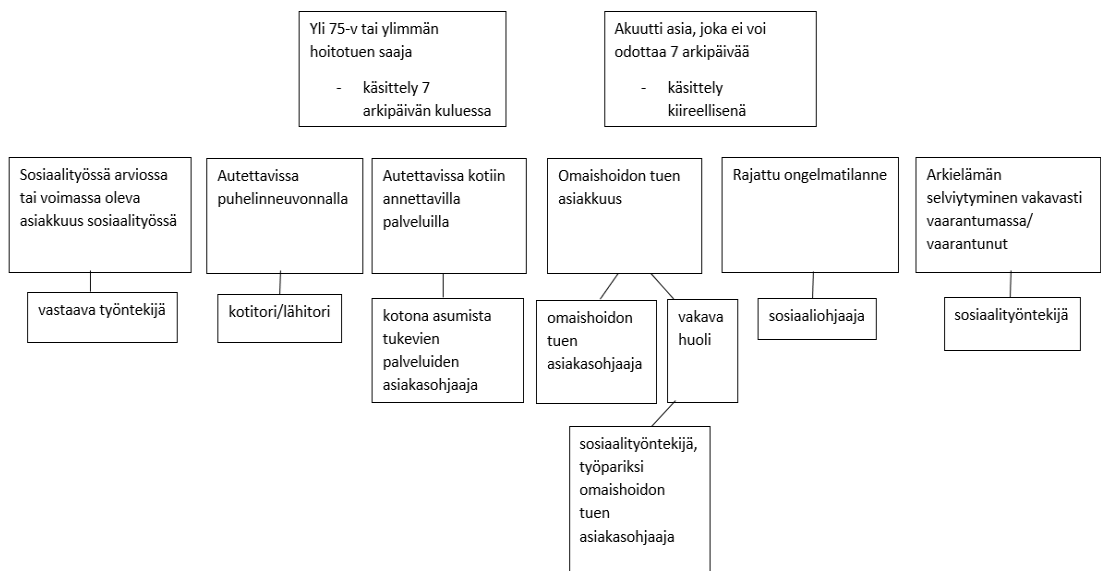 Yli 75-v tai ylimmän
hoitotuen saaja
- käsittely 7
arkipäivän kuluessa
Akuutti asia, joka ei voi
odottaa 7 arkipäivää
- käsittely
kiireellisenä
Sosiaalityössä arviossa
tai voimassa oleva
asiakkuus sosiaalityössä
Autettavissa
puhelinneuvonnalla
Autettavissa kotiin
annettavilla
palveluilla
Omaishoidon tuen
asiakkuus
Rajattu ongelmatilanne
Arkielämän
selviytyminen vakavasti
vaarantumassa/
vaarantunut
vastaava työntekijä
kotitori/lähitori
kotona asumista
tukevien
palveluiden
asiakasohjaaja
omaishoidon
tuen
asiakasohjaaja
vakava
huoli
sosiaaliohjaaja
sosiaalityöntekijä
sosiaalityöntekijä,
työpariksi
omaishoidon
tuen
asiakasohjaaja